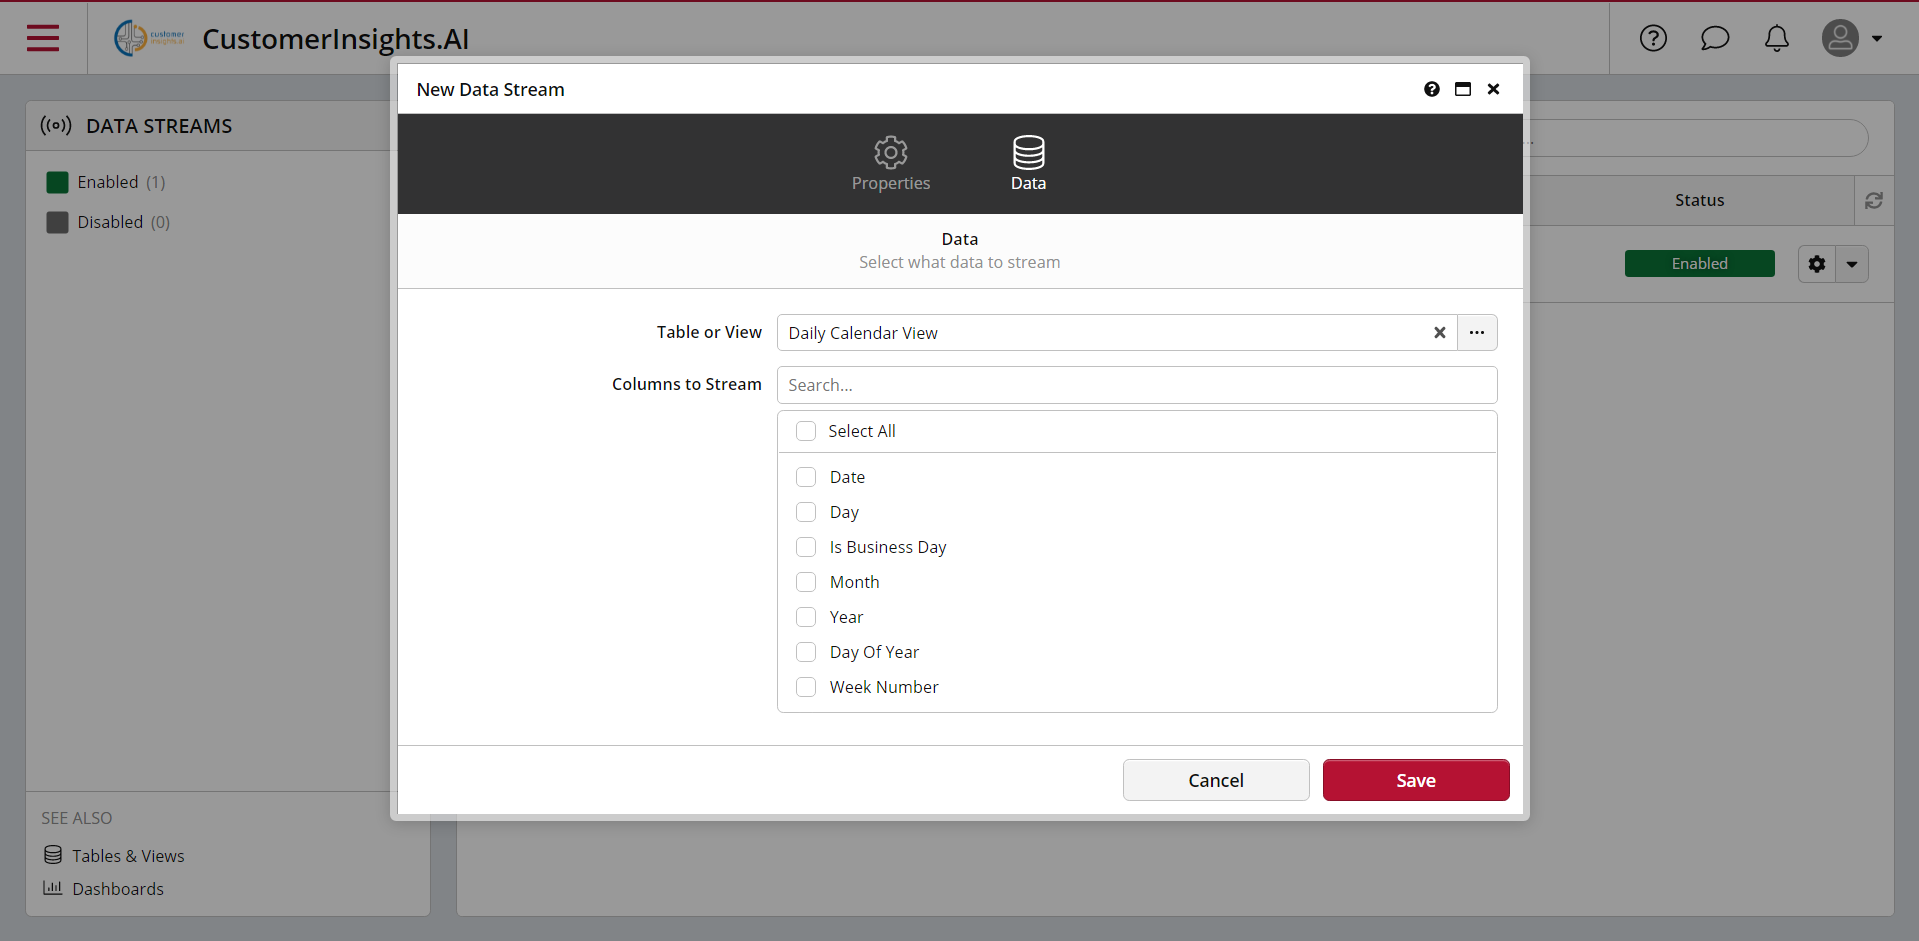 customer
insights.ai
CustomerInsights.AI
New Data Stream
DATA STREAMS
Enabled (1)
Disabled (0)
Properties
Data
Data
Select what data to stream
...
Status
Enabled
Table or View
Daily Calendar View
Columns to Stream
Search...
Select All
Date
Day
Is Business Day
Month
Year
Day Of Year
Week Number
Cancel
Save
SEE ALSO
Tables & Views
Dashboards